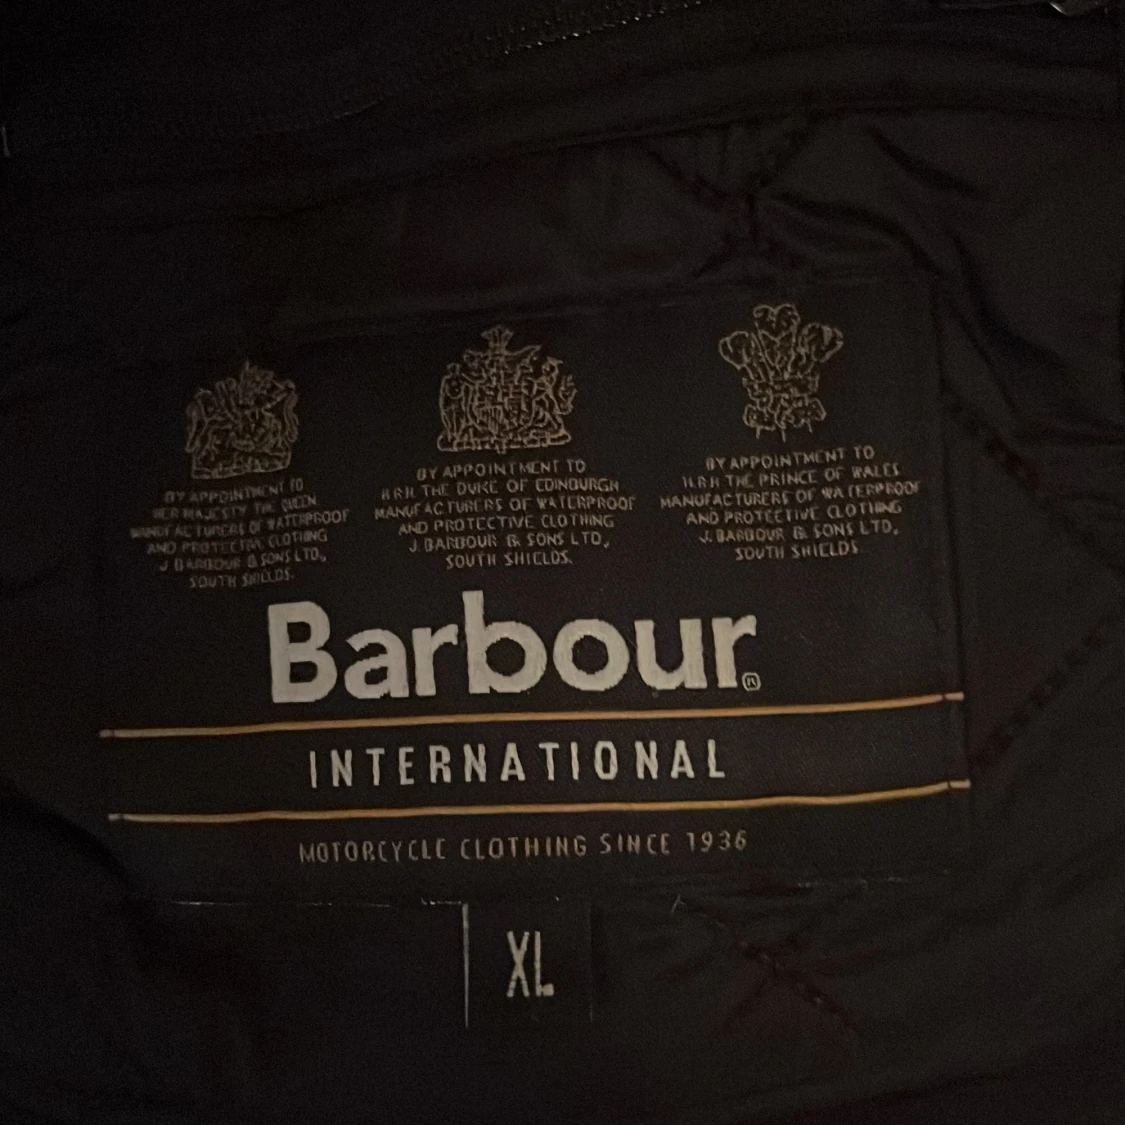 BY APPOINTMENT TO
HER MAJESTY THE QUEEN
MANUFACTURERS OF WATERPROOF
AND PROTECTIVE CLOTHING
J. BARBOUR & SONS LTD.,
SOUTH SHIELDS.
BY APPOINTMENT TO
H.R.H. THE DUKE OF EDINBURGH
MANUFACTURERS OF WATERPROOF
AND PROTECTIVE CLOTHING
J. BARBOUR & SONS LTD.,
SOUTH SHIELDS.
BY APPOINTMENT TO
H.R.H. THE PRINCE OF WALES
MANUFACTURERS OF WATERPROOF
AND PROTECTIVE CLOTHING
J. BARBOUR & SONS LTD.,
SOUTH SHIELDS
Barbour®
INTERNATIONAL
MOTORCYCLE CLOTHING SINCE 1936
XL